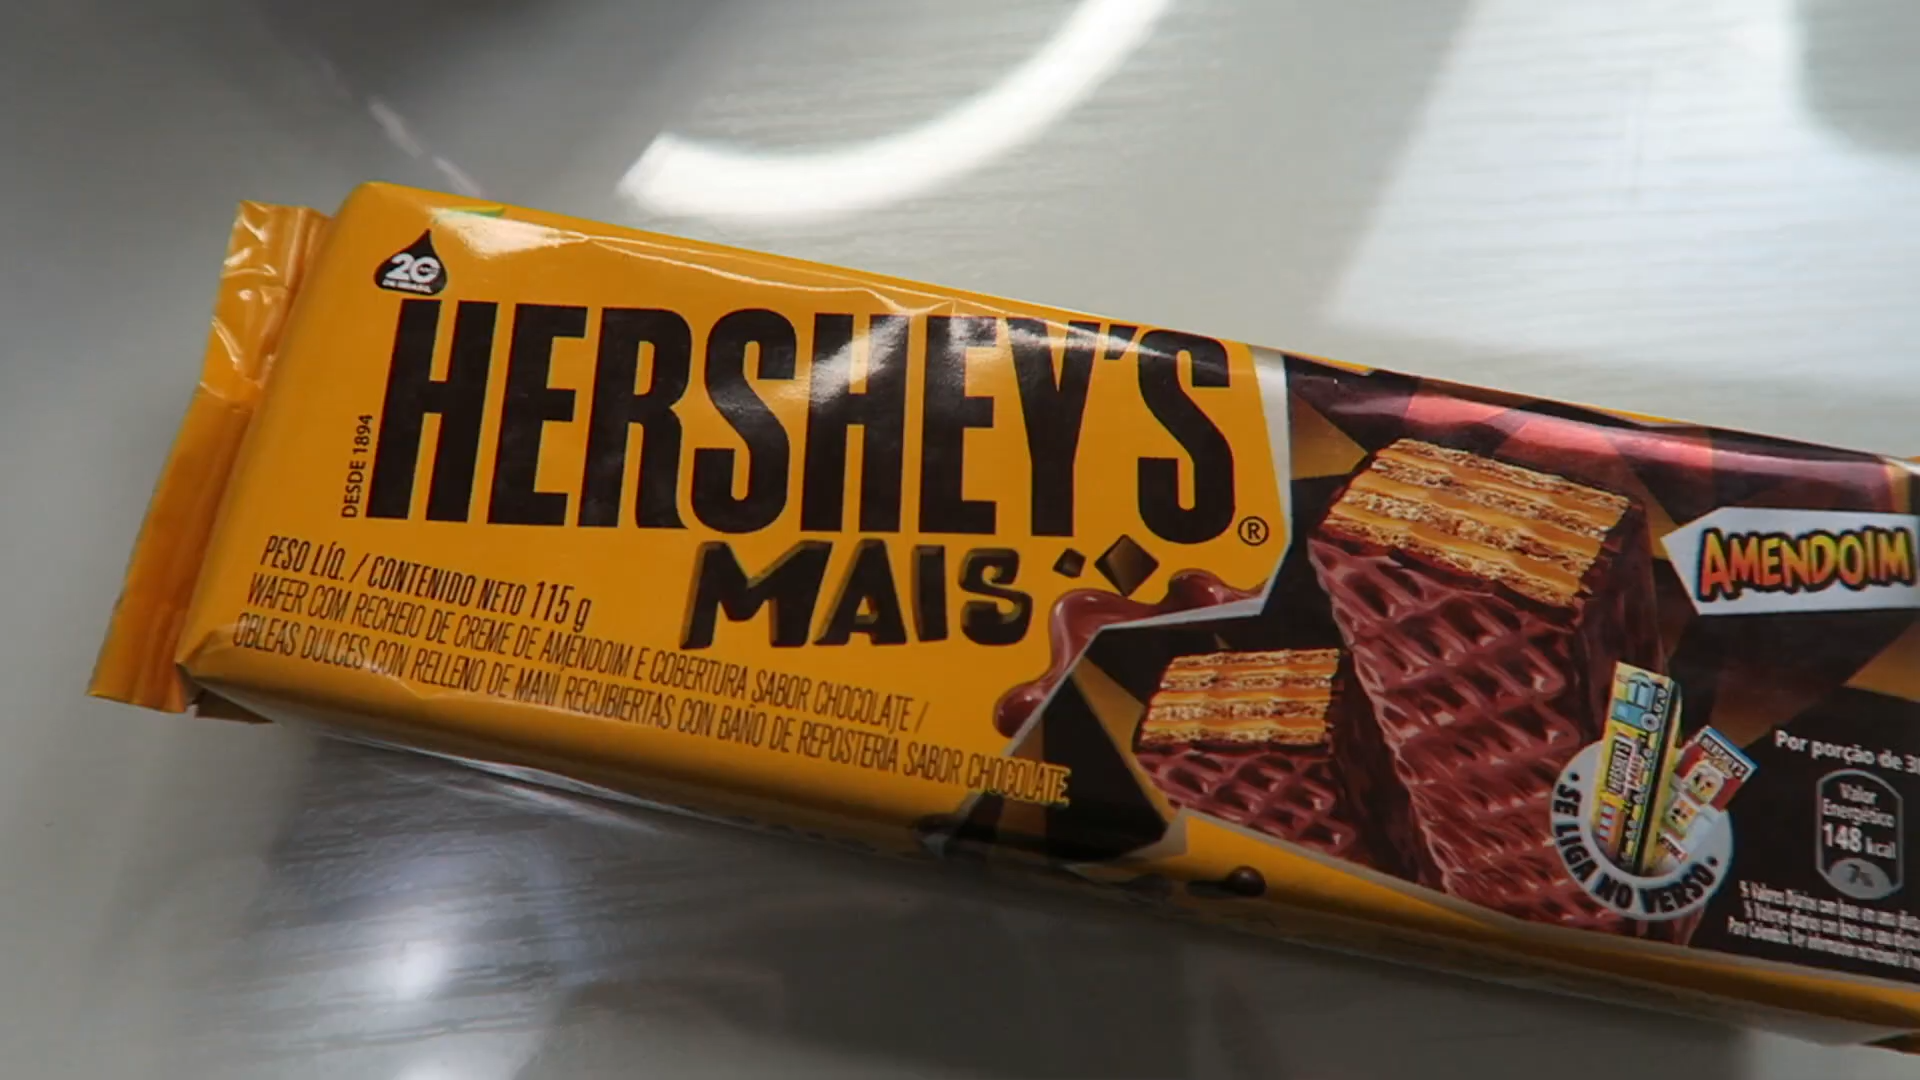 20
DESDE 1894
HERSHEY'S®
MAIS
PESO LÍQ. / CONTENIDO NETO 115 g
WAFER COM RECHEIO DE CREME DE AMENDOIM E COBERTURA SABOR CHOCOLATE /
OBLEAS DULCES CON RELLENO DE MANÍ RECUBIERTAS CON BAÑO DE REPOSTERÍA SABOR CHOCOLATE
AMENDOIM
• SE LIGA NO VERSO •
Por porção de
Valor
Energético
148 kcal
7%